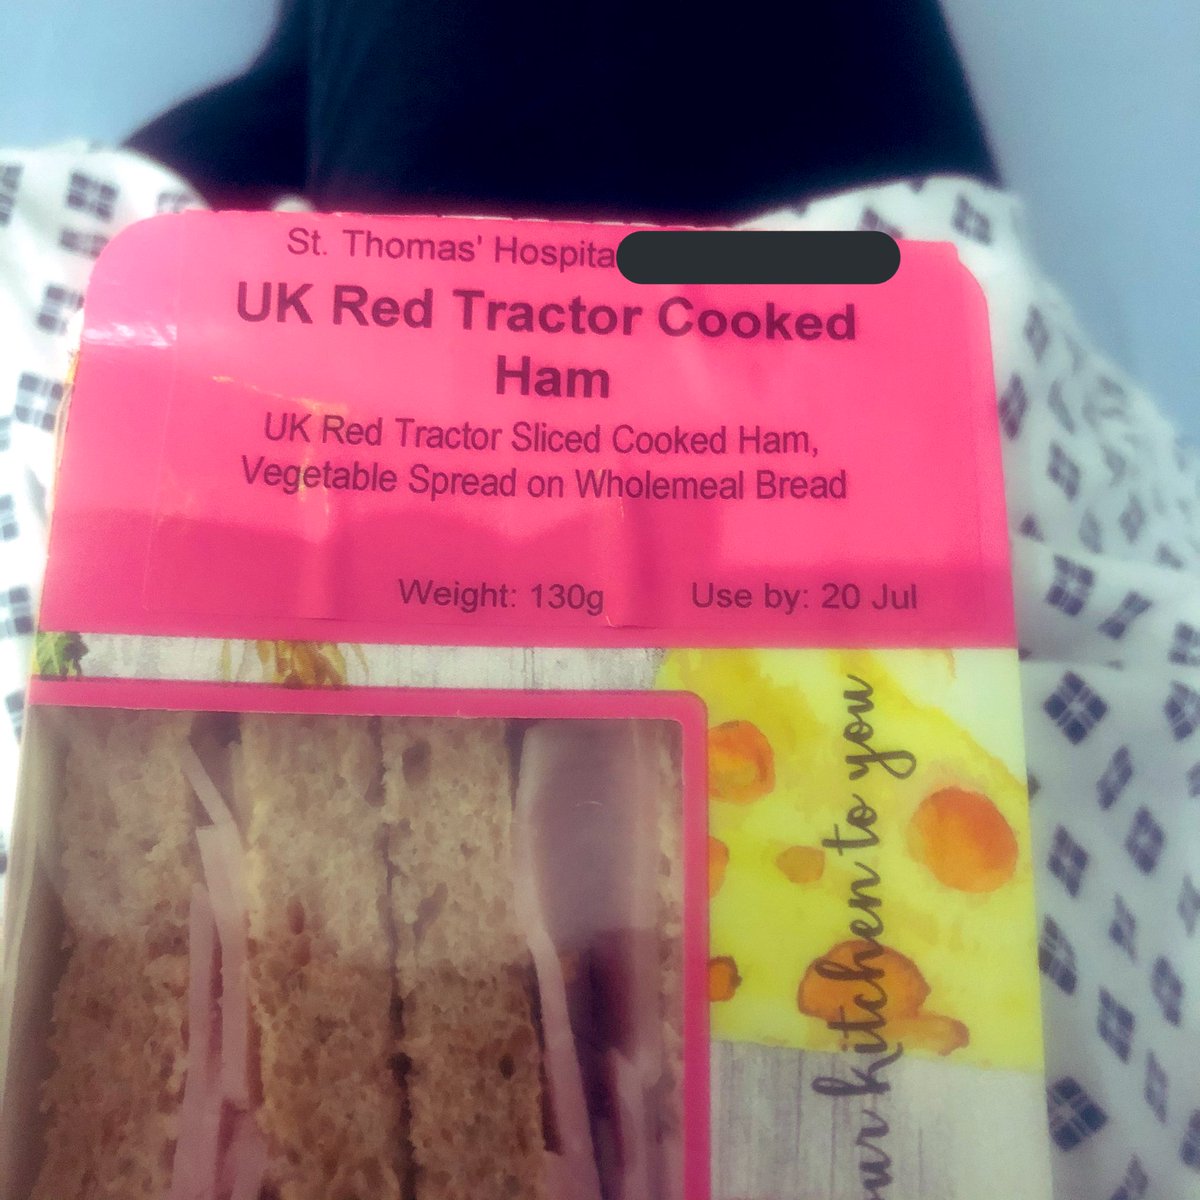 St. Thomas' Hospita
UK Red Tractor Cooked
Ham
UK Red Tractor Sliced Cooked Ham,
Vegetable Spread on Wholemeal Bread
Weight: 130g Use by: 20 Jul
kitchen to you